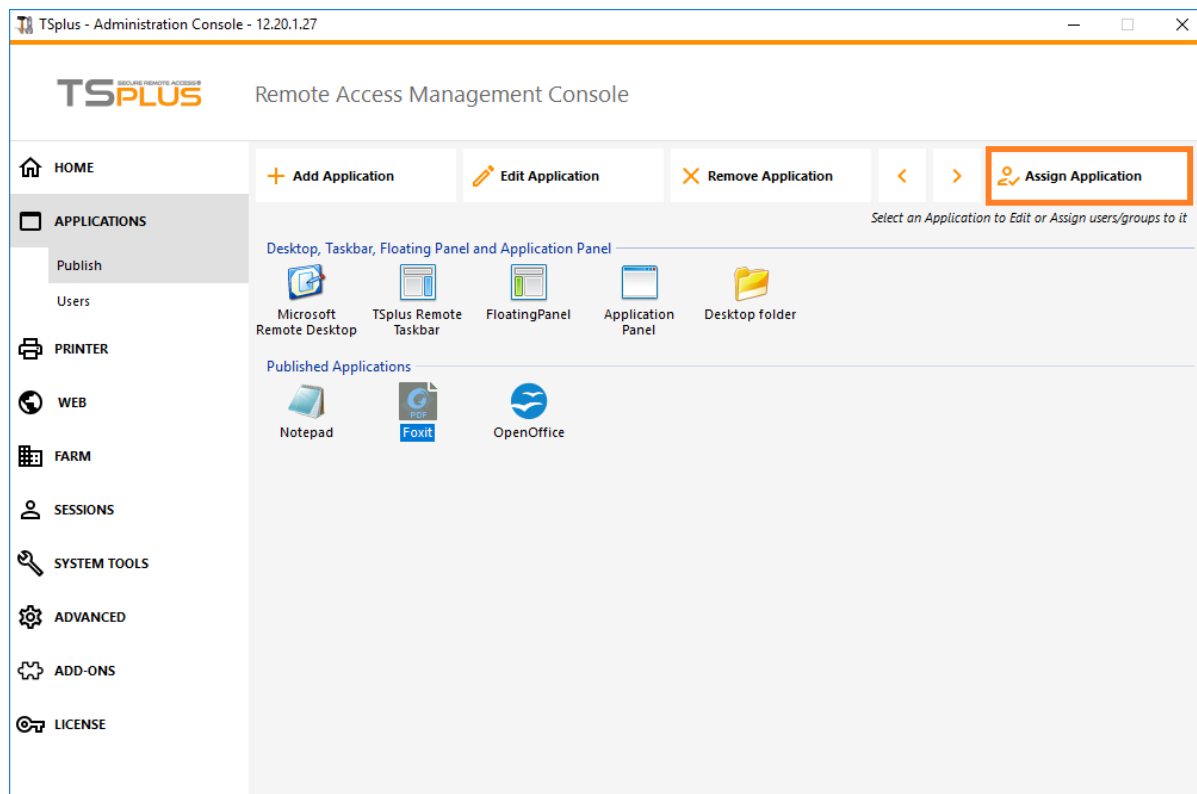 TSplus - Administration Console - 12.20.1.27
TSPLUS SECURE REMOTE ACCESS®
Remote Access Management Console
HOME
APPLICATIONS
Publish
Users
PRINTER
WEB
FARM
SESSIONS
SYSTEM TOOLS
ADVANCED
ADD-ONS
LICENSE
Add Application
Edit Application
Remove Application
Assign Application
Select an Application to Edit or Assign users/groups to it
Desktop, Taskbar, Floating Panel and Application Panel
Microsoft
Remote Desktop
TSplus Remote
Taskbar
FloatingPanel
Application
Panel
Desktop folder
Published Applications
Notepad
PDF
Foxit
OpenOffice